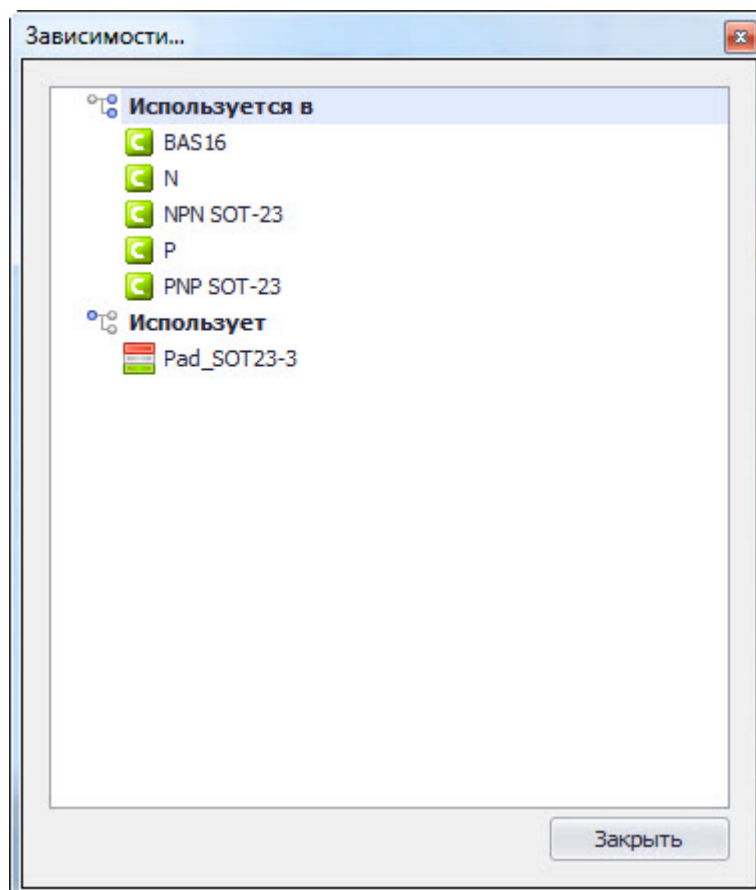 Зависимости...
Используется в
BAS16
N
NPN SOT-23
P
PNP SOT-23
Использует
Pad_SOT23-3
Закрыть